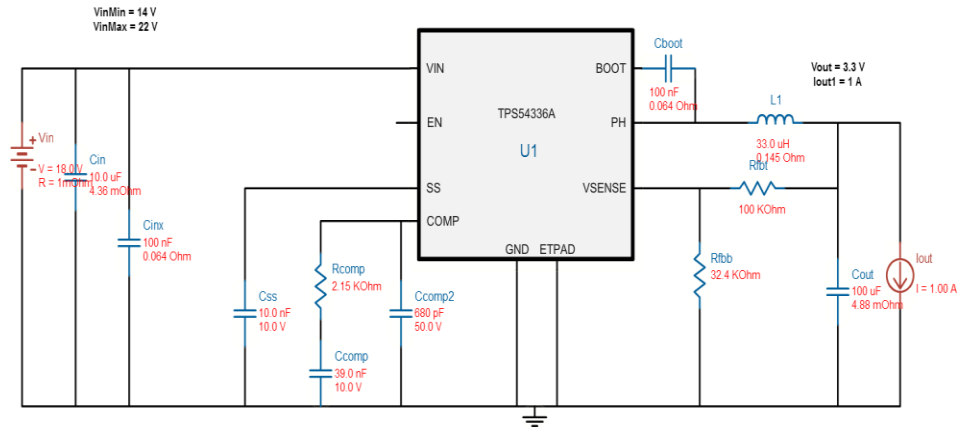 VinMin = 14 V
VinMax = 22 V
VIN
EN
SS
COMP
GND
ETPAD
BOOT
PH
VSENSE
TPS54336A
U1
Cboot
100 nF
0.064 Ohm
Vout = 3.3 V
Iout1 = 1 A
L1
33.0 uH
0.145 Ohm
Rfbt
100 KOhm
Vin
V = 18.0 V
R = 1mOhm
Cin
10.0 uF
4.36 mOhm
Cinx
100 nF
0.064 Ohm
Css
10.0 nF
10.0 V
Rcomp
2.15 KOhm
Ccomp
39.0 nF
10.0 V
Ccomp2
680 pF
50.0 V
Rfbb
32.4 KOhm
Cout
100 uF
4.88 mOhm
Iout
I = 1.00 A